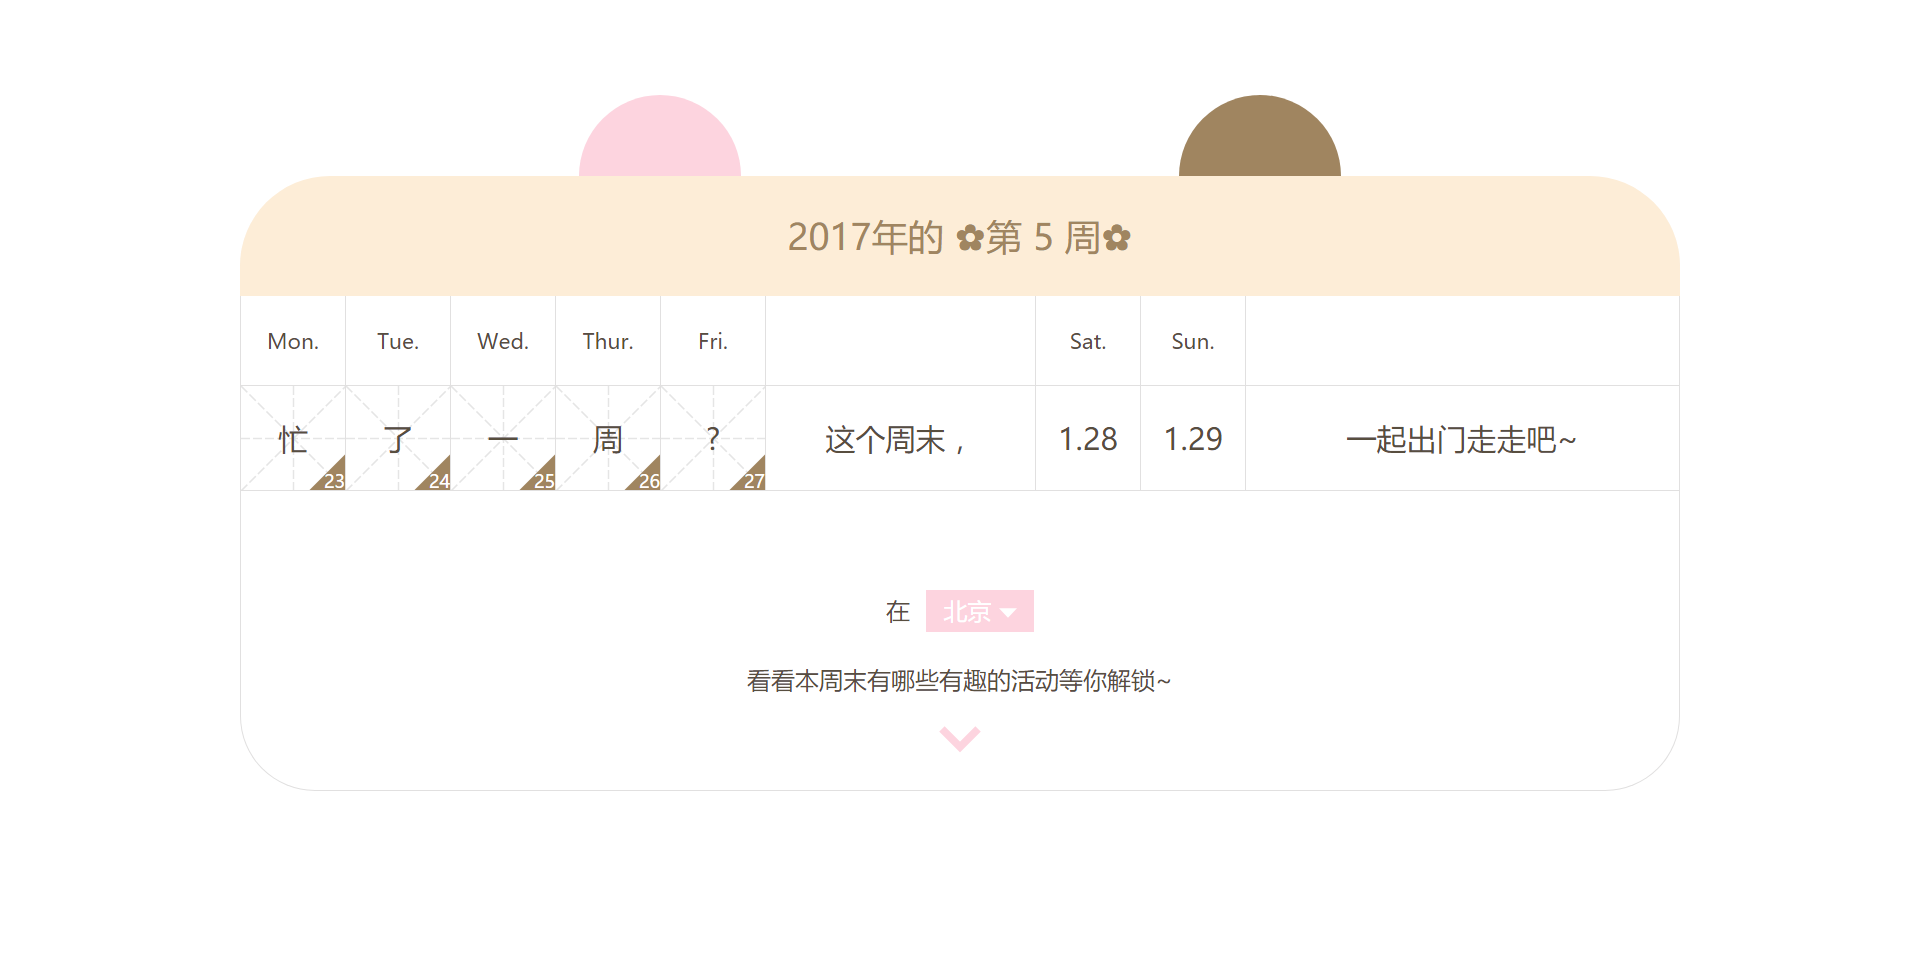 2017年的 ✿第 5 周✿
Mon. Tue. Wed. Thur. Fri. Sat. Sun.
忙 了 一 周 ? 这个周末， 1.28 1.29 一起出门走走吧~
23 24 25 26 27
在 北京
看看本周末有哪些有趣的活动等你解锁~